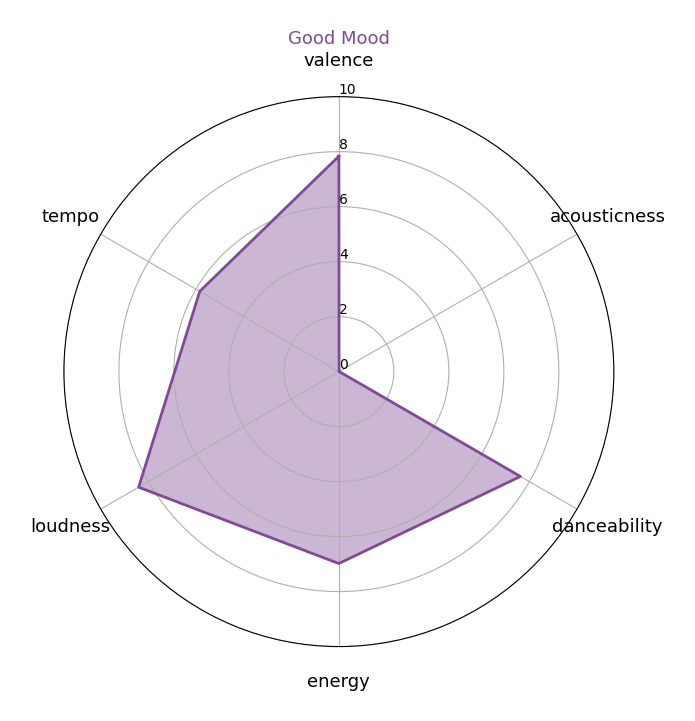 Good Mood
valence
10
8
6
4
2
0
tempo
acousticness
loudness
danceability
energy